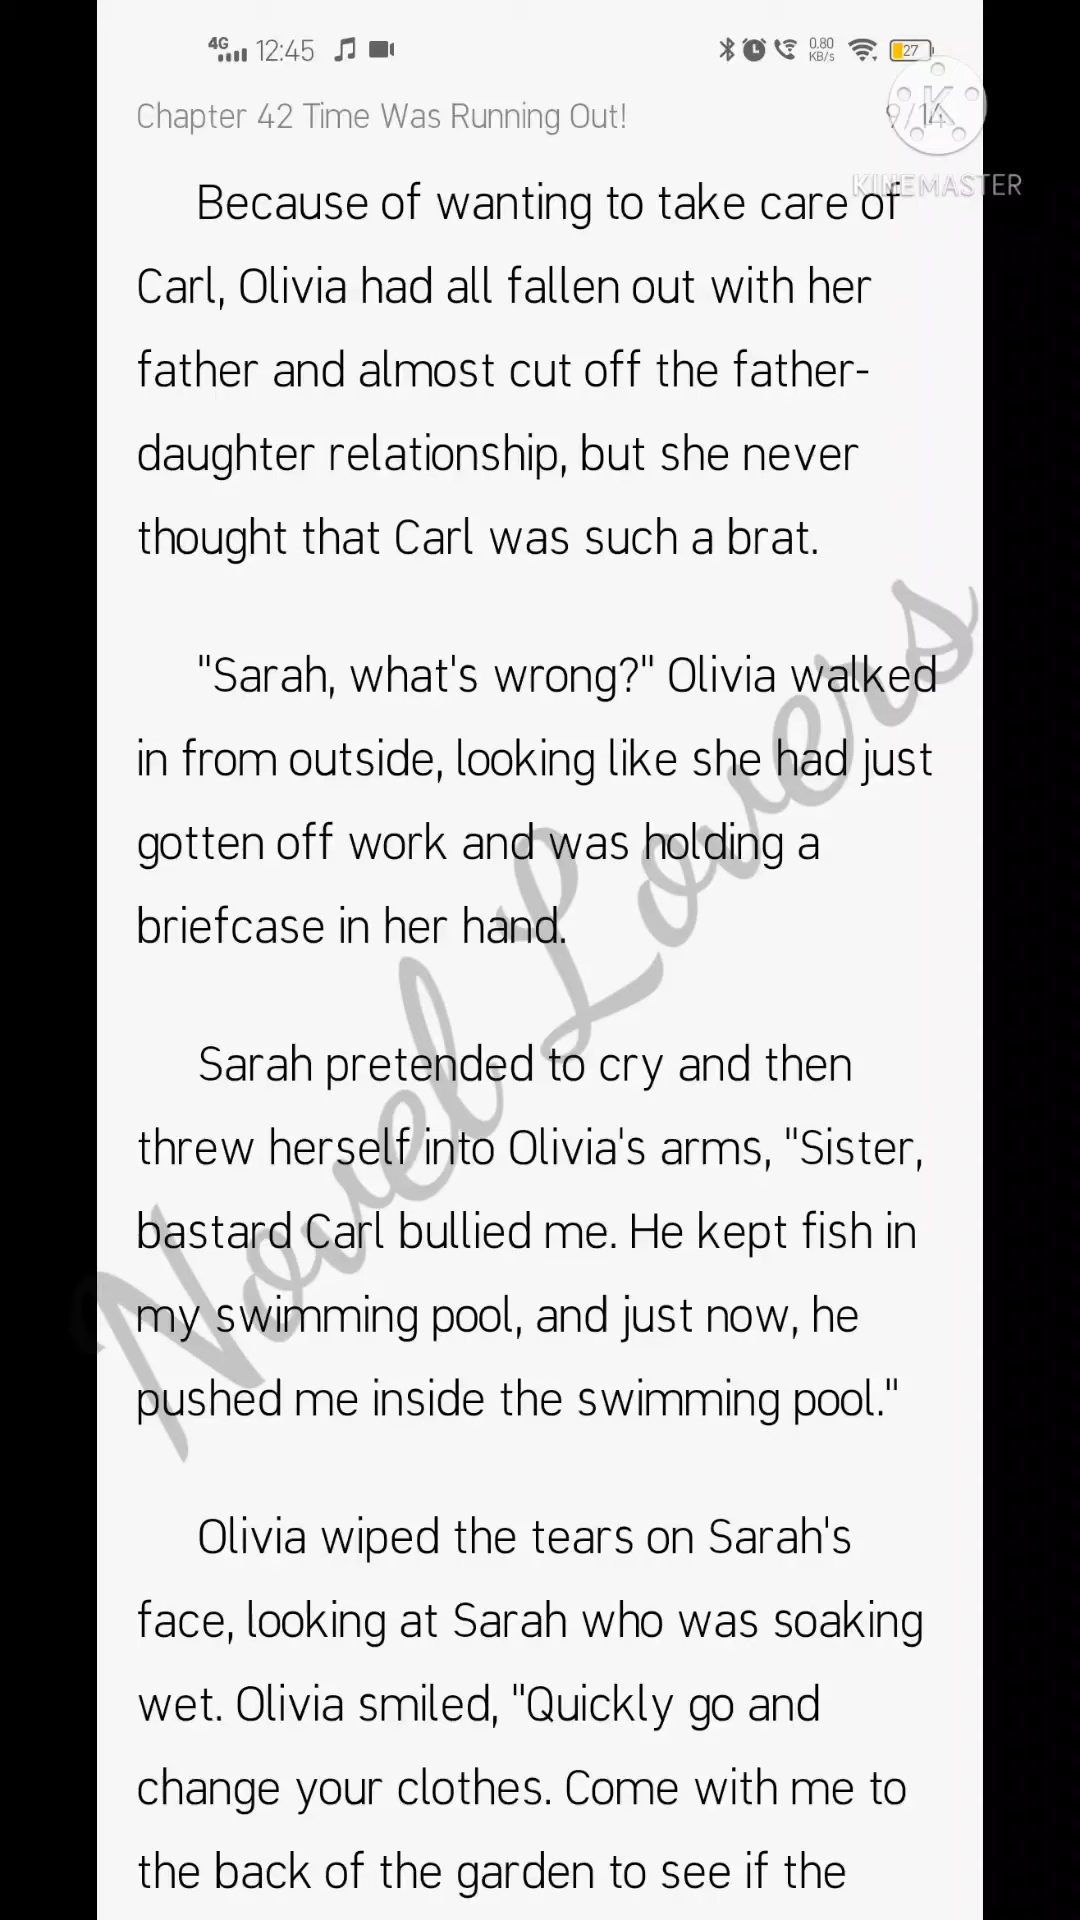 4G 12:45 0.80 KB/s 27
Chapter 42 Time Was Running Out! 9/14
K
KINEMASTER
Because of wanting to take care of
Carl, Olivia had all fallen out with her
father and almost cut off the father-
daughter relationship, but she never
thought that Carl was such a brat.
"Sarah, what's wrong?" Olivia walked
in from outside, looking like she had just
gotten off work and was holding a
briefcase in her hand.
Sarah pretended to cry and then
threw herself into Olivia's arms, "Sister,
bastard Carl bullied me. He kept fish in
my swimming pool, and just now, he
pushed me inside the swimming pool."
Olivia wiped the tears on Sarah's
face, looking at Sarah who was soaking
wet. Olivia smiled, "Quickly go and
change your clothes. Come with me to
the back of the garden to see if the
Novel Lovers